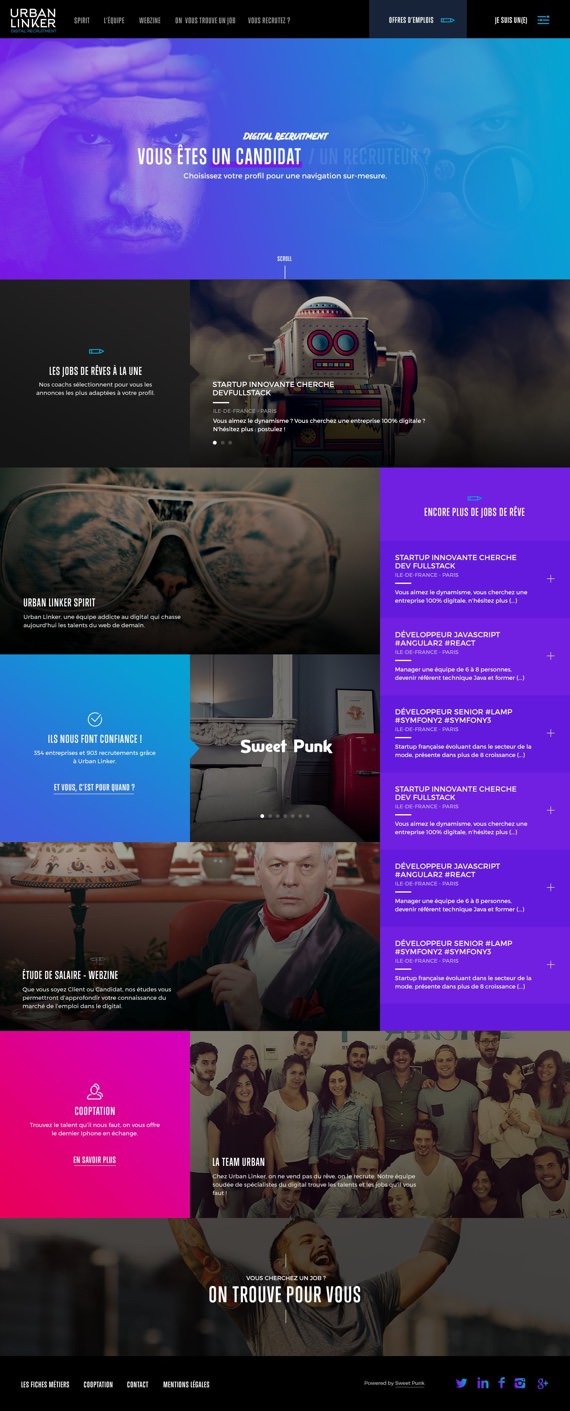 URBAN
LINKER
DIGITAL RECRUITMENT
SPIRIT
L'ÉQUIPE
WEBZINE
ON VOUS TROUVE UN JOB
VOUS RECRUTEZ ?
OFFRES D'EMPLOIS
JE SUIS UN(E)
DIGITAL RECRUITMENT
VOUS ÊTES UN CANDIDAT / UN RECRUTEUR ?
Choisissez votre profil pour une navigation sur-mesure.
SCROLL
LES JOBS DE RÊVES À LA UNE
Nos coachs sélectionnent pour vous les
annonces les plus adaptées à votre profil.
STARTUP INNOVANTE CHERCHE
DEVFULLSTACK
ILE-DE-FRANCE - PARIS
Vous aimez le dynamisme ? Vous cherchez une entreprise 100% digitale ?
N'hésitez plus : postulez !
URBAN LINKER SPIRIT
Urban Linker, une équipe addicte au digital qui chasse
aujourd'hui les talents du web de demain.
ENCORE PLUS DE JOBS DE RÊVE
STARTUP INNOVANTE CHERCHE
DEV FULLSTACK
ILE-DE-FRANCE - PARIS
Vous aimez le dynamisme, vous cherchez une
entreprise 100% digitale, n'hésitez plus (...)
DÉVELOPPEUR JAVASCRIPT
#ANGULAR2 #REACT
ILE-DE-FRANCE - PARIS
Manager une équipe de 6 à 8 personnes,
devenir référent technique Java et former (...)
DÉVELOPPEUR SENIOR #LAMP
#SYMFONY2 #SYMFONY3
ILE-DE-FRANCE - PARIS
Startup française évoluant dans le secteur de la
mode, présente dans plus de 8 croissance (...)
STARTUP INNOVANTE CHERCHE
DEV FULLSTACK
ILE-DE-FRANCE - PARIS
Vous aimez le dynamisme, vous cherchez une
entreprise 100% digitale, n'hésitez plus (...)
DÉVELOPPEUR JAVASCRIPT
#ANGULAR2 #REACT
ILE-DE-FRANCE - PARIS
Manager une équipe de 6 à 8 personnes,
devenir référent technique Java et former (...)
DÉVELOPPEUR SENIOR #LAMP
#SYMFONY2 #SYMFONY3
ILE-DE-FRANCE - PARIS
Startup française évoluant dans le secteur de la
mode, présente dans plus de 8 croissance (...)
ILS NOUS FONT CONFIANCE !
354 entreprises et 903 recrutements grâce
à Urban Linker.
ET VOUS, C'EST POUR QUAND ?
Sweet Punk
ÉTUDE DE SALAIRE - WEBZINE
Que vous soyez Client ou Candidat, nos études vous
permettront d'approfondir votre connaissance du
marché de l'emploi dans le digital.
COOPTATION
Trouvez le talent qu'il nous faut, on vous offre
le dernier iphone en échange.
EN SAVOIR PLUS
LA TEAM URBAN
Chez Urban Linker, on ne vend pas du rêve, on le recrute. Notre équipe
soudée de spécialistes du digital trouve les talents et les jobs qu'il vous
faut !
VOUS CHERCHEZ UN JOB ?
ON TROUVE POUR VOUS
LES FICHES MÉTIERS
COOPTATION
CONTACT
MENTIONS LÉGALES
Powered by Sweet Punk